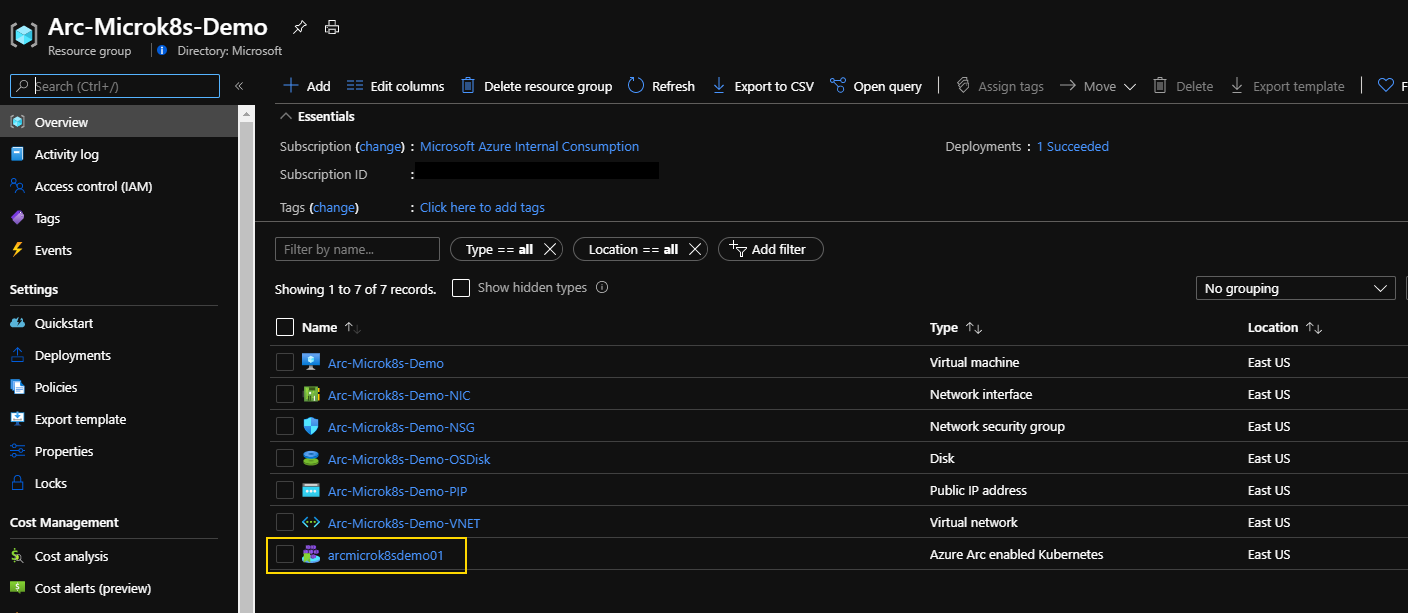 Arc-Microk8s-Demo
Resource group Directory: Microsoft
Search (Ctrl+/)
«
Add Edit columns Delete resource group Refresh Export to CSV Open query Assign tags Move Delete Export template F
Essentials
Subscription (change) : Microsoft Azure Internal Consumption Deployments : 1 Succeeded
Subscription ID :
Tags (change) : Click here to add tags
Overview
Activity log
Access control (IAM)
Tags
Events
Settings
Quickstart
Deployments
Policies
Export template
Properties
Locks
Cost Management
Cost analysis
Cost alerts (preview)
Filter by name... Type == all Location == all Add filter
Showing 1 to 7 of 7 records. Show hidden types No grouping
Name Type Location
Arc-Microk8s-Demo Virtual machine East US
Arc-Microk8s-Demo-NIC Network interface East US
Arc-Microk8s-Demo-NSG Network security group East US
Arc-Microk8s-Demo-OSDisk Disk East US
Arc-Microk8s-Demo-PIP Public IP address East US
Arc-Microk8s-Demo-VNET Virtual network East US
arcmicrok8sdemo01 Azure Arc enabled Kubernetes East US